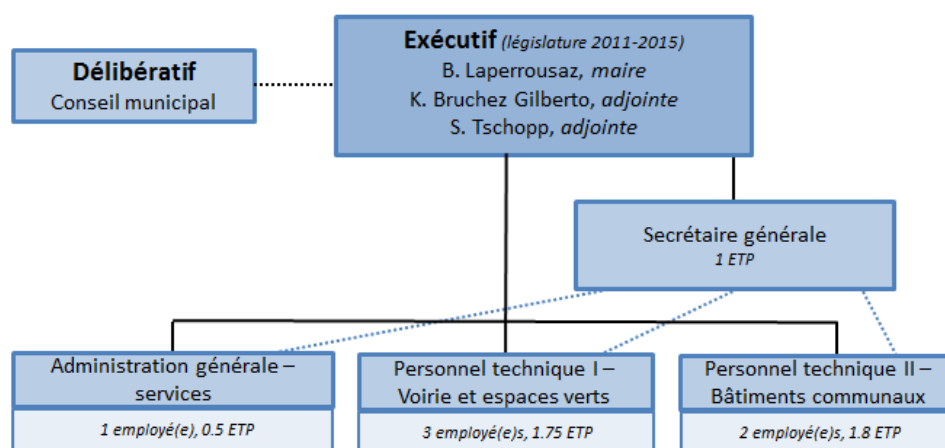 Délibératif
Conseil municipal
Exécutif (législature 2011-2015)
B. Laperrousaz, maire
K. Bruchez Gilberto, adjointe
S. Tschopp, adjointe
Secrétaire générale
1 ETP
Administration générale –
services
1 employé(e), 0.5 ETP
Personnel technique I –
Voirie et espaces verts
3 employé(e)s, 1.75 ETP
Personnel technique II –
Bâtiments communaux
2 employé(e)s, 1.8 ETP